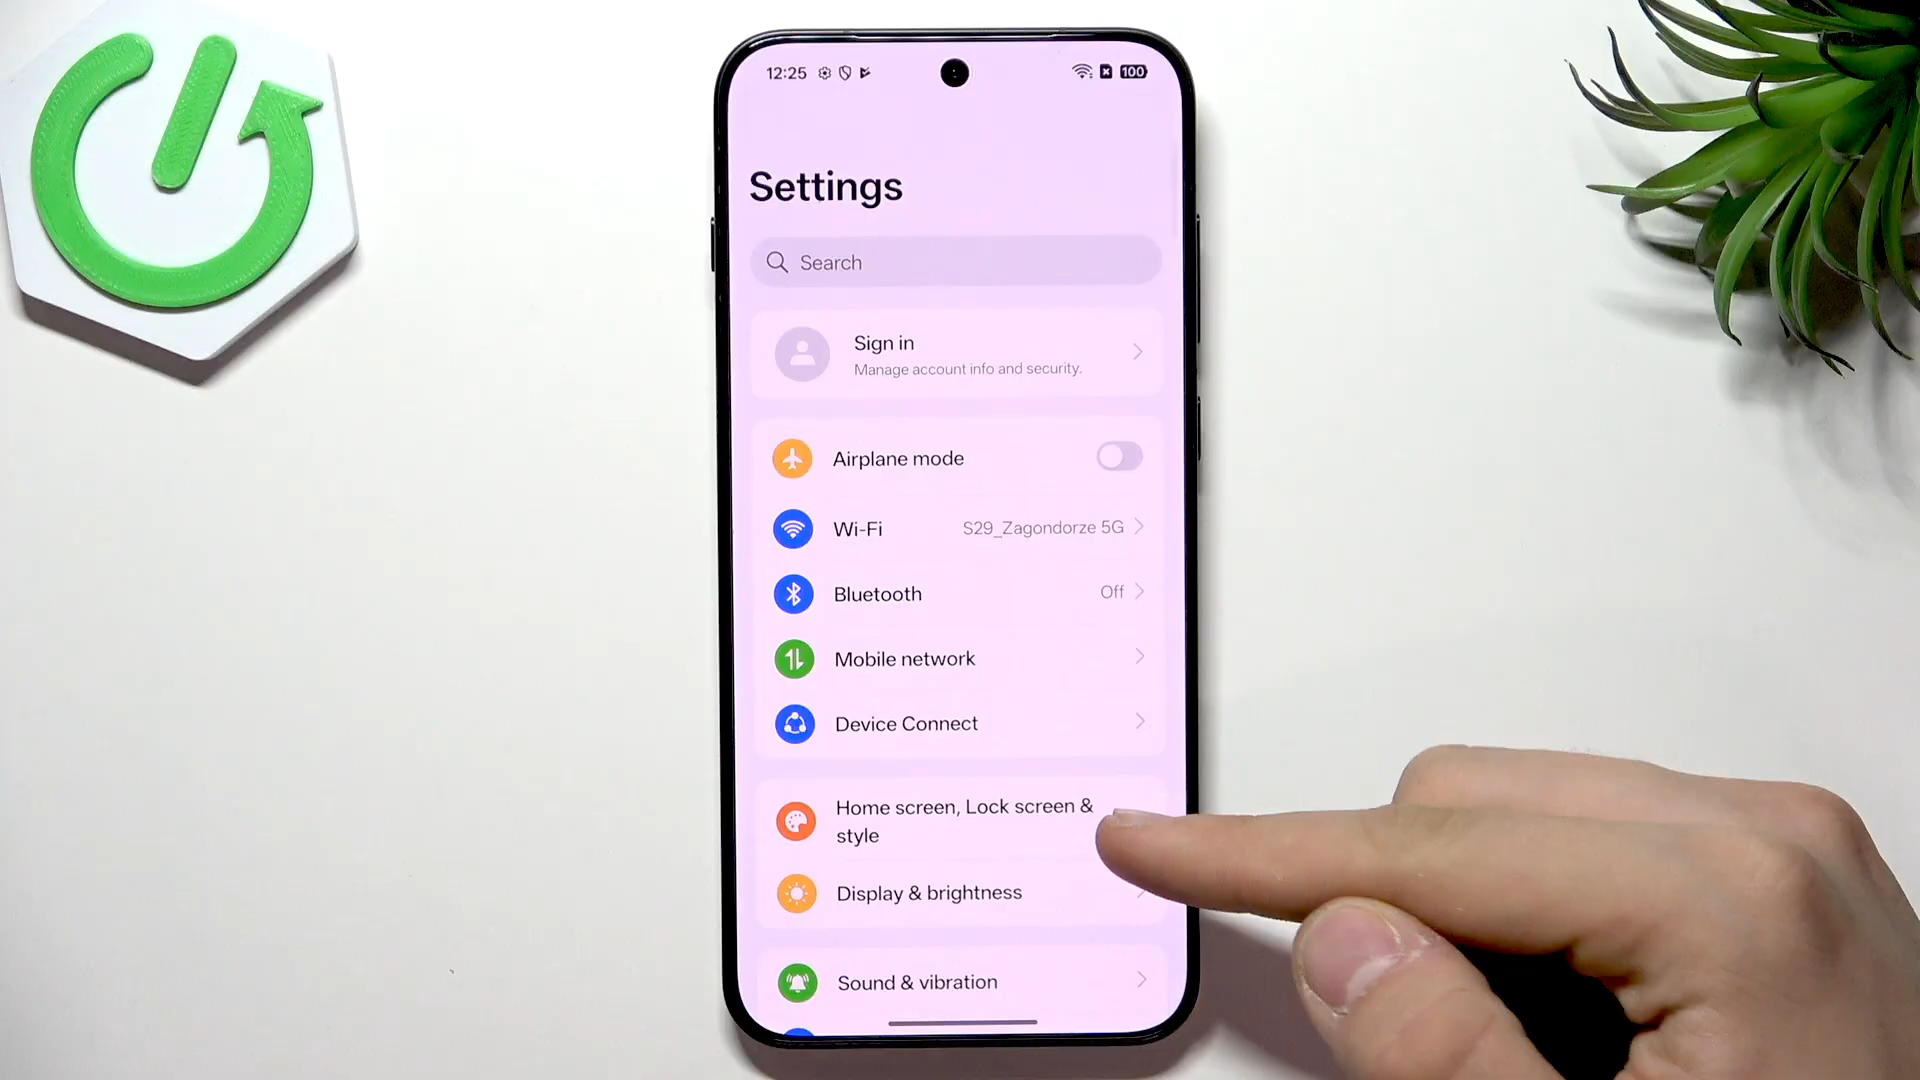 12:25
100
Settings
Search
Sign in
Manage account info and security.
Airplane mode
Wi-Fi S29_Zagondorze 5G
Bluetooth Off
Mobile network
Device Connect
Home screen, Lock screen &
style
Display & brightness
Sound & vibration